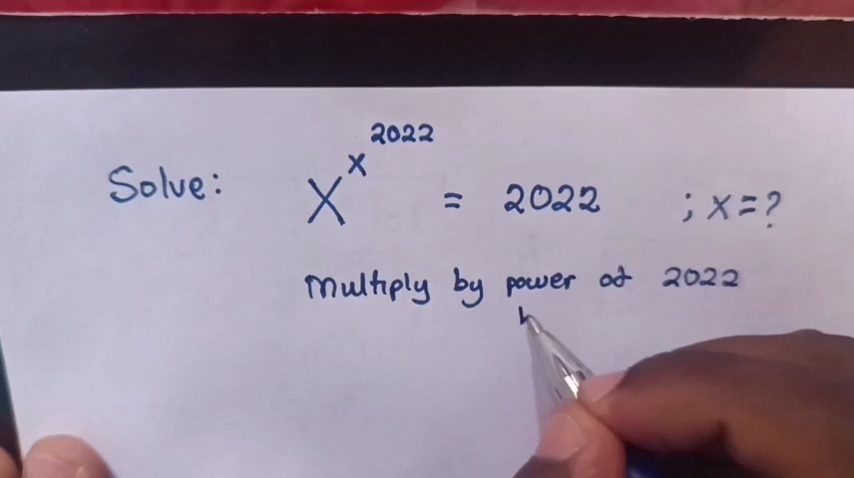 Solve: X^x^2022 = 2022 ; x=?
Multiply by power of 2022